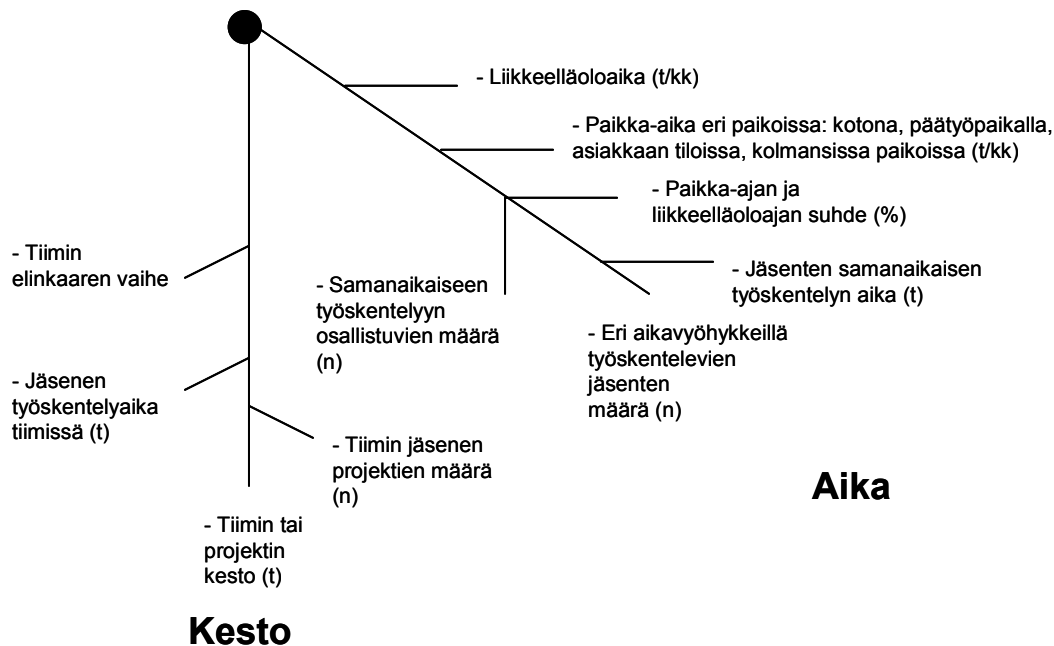 - Liikkeelläoloaika (t/kk)
- Paikka-aika eri paikoissa: kotona, päätyöpaikalla,
asiakkaan tiloissa, kolmansissa paikoissa (t/kk)
- Paikka-ajan ja
liikkeelläoloajan suhde (%)
- Tiimin
elinkaaren vaihe
- Samanaikaiseen
työskentelyyn
osallistuvien määrä
(n)
- Jäsenten samanaikaisen
työskentelyn aika (t)
- Eri aikavyöhykkeillä
työskentelevien
jäsenten
määrä (n)
- Jäsenen
työskentelyaika
tiimissä (t)
- Tiimin jäsenen
projektien määrä
(n)
Aika
- Tiimin tai
projektin
kesto (t)
Kesto